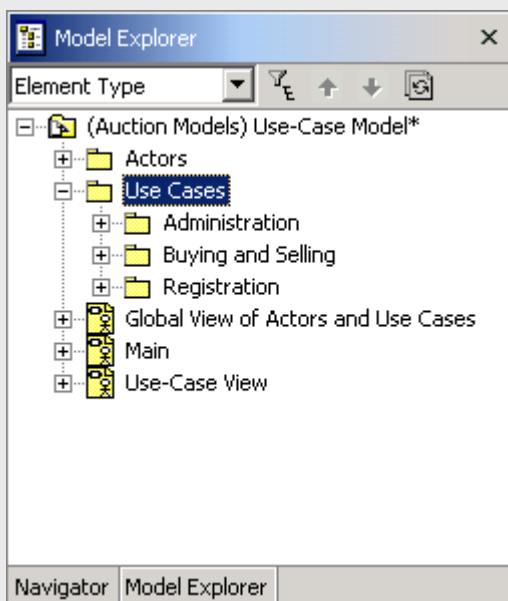 Model Explorer
Element Type
(Auction Models) Use-Case Model*
Actors
Use Cases
Administration
Buying and Selling
Registration
Global View of Actors and Use Cases
Main
Use-Case View
Navigator Model Explorer